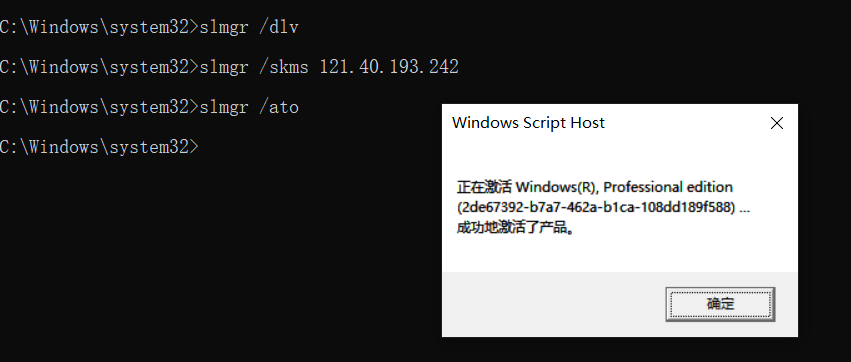 C:\Windows\system32>slmgr /dlv
C:\Windows\system32>slmgr /skms 121.40.193.242
C:\Windows\system32>slmgr /ato
C:\Windows\system32>
Windows Script Host
正在激活 Windows(R), Professional edition
(2de67392-b7a7-462a-b1ca-108dd189f588) ...
成功地激活了产品。
确定